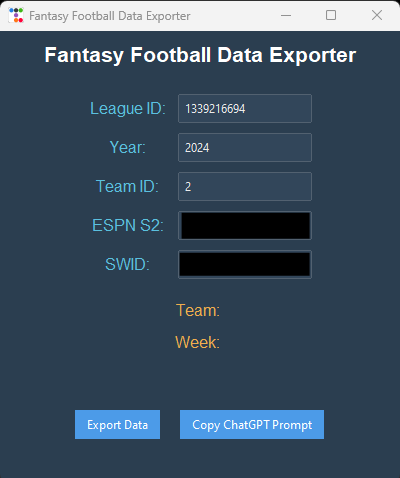 Fantasy Football Data Exporter
Fantasy Football Data Exporter
League ID: 1339216694
Year: 2024
Team ID: 2
ESPN S2:
SWID:
Team:
Week:
Export Data Copy ChatGPT Prompt